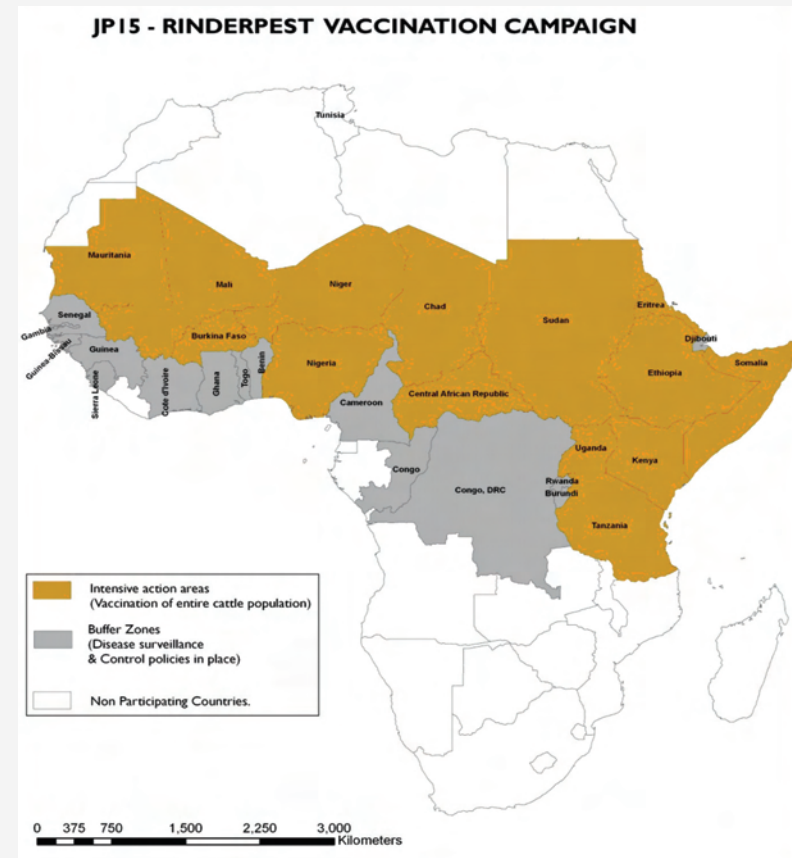 JP15 - RINDERPEST VACCINATION CAMPAIGN
Tunisia
Mauritania
Mali
Niger
Chad
Sudan
Eritrea
Senegal
Gambia
Guinea-Bissau
Guinea
Sierra Leone
Cote d'Ivoire
Burkina Faso
Ghana
Togo
Benin
Nigeria
Djibouti
Somalia
Ethiopia
Cameroon
Central African Republic
Uganda
Kenya
Congo
Congo, DRC
Rwanda
Burundi
Tanzania
Intensive action areas
(Vaccination of entire cattle population)
Buffer Zones
(Disease surveillance
& Control policies in place)
Non Participating Countries.
0 375 750 1,500 2,250 3,000
Kilometers